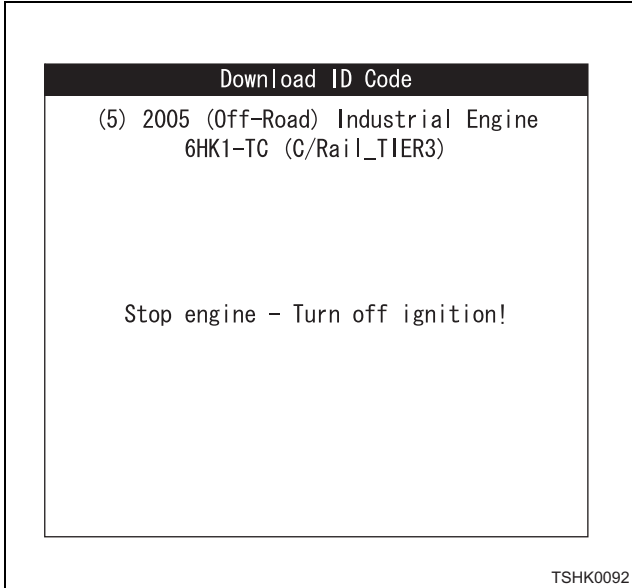 Download ID Code
(5) 2005 (Off-Road) Industrial Engine
6HK1-TC (C/Rail_TIER3)
Stop engine - Turn off ignition!
TSHK0092